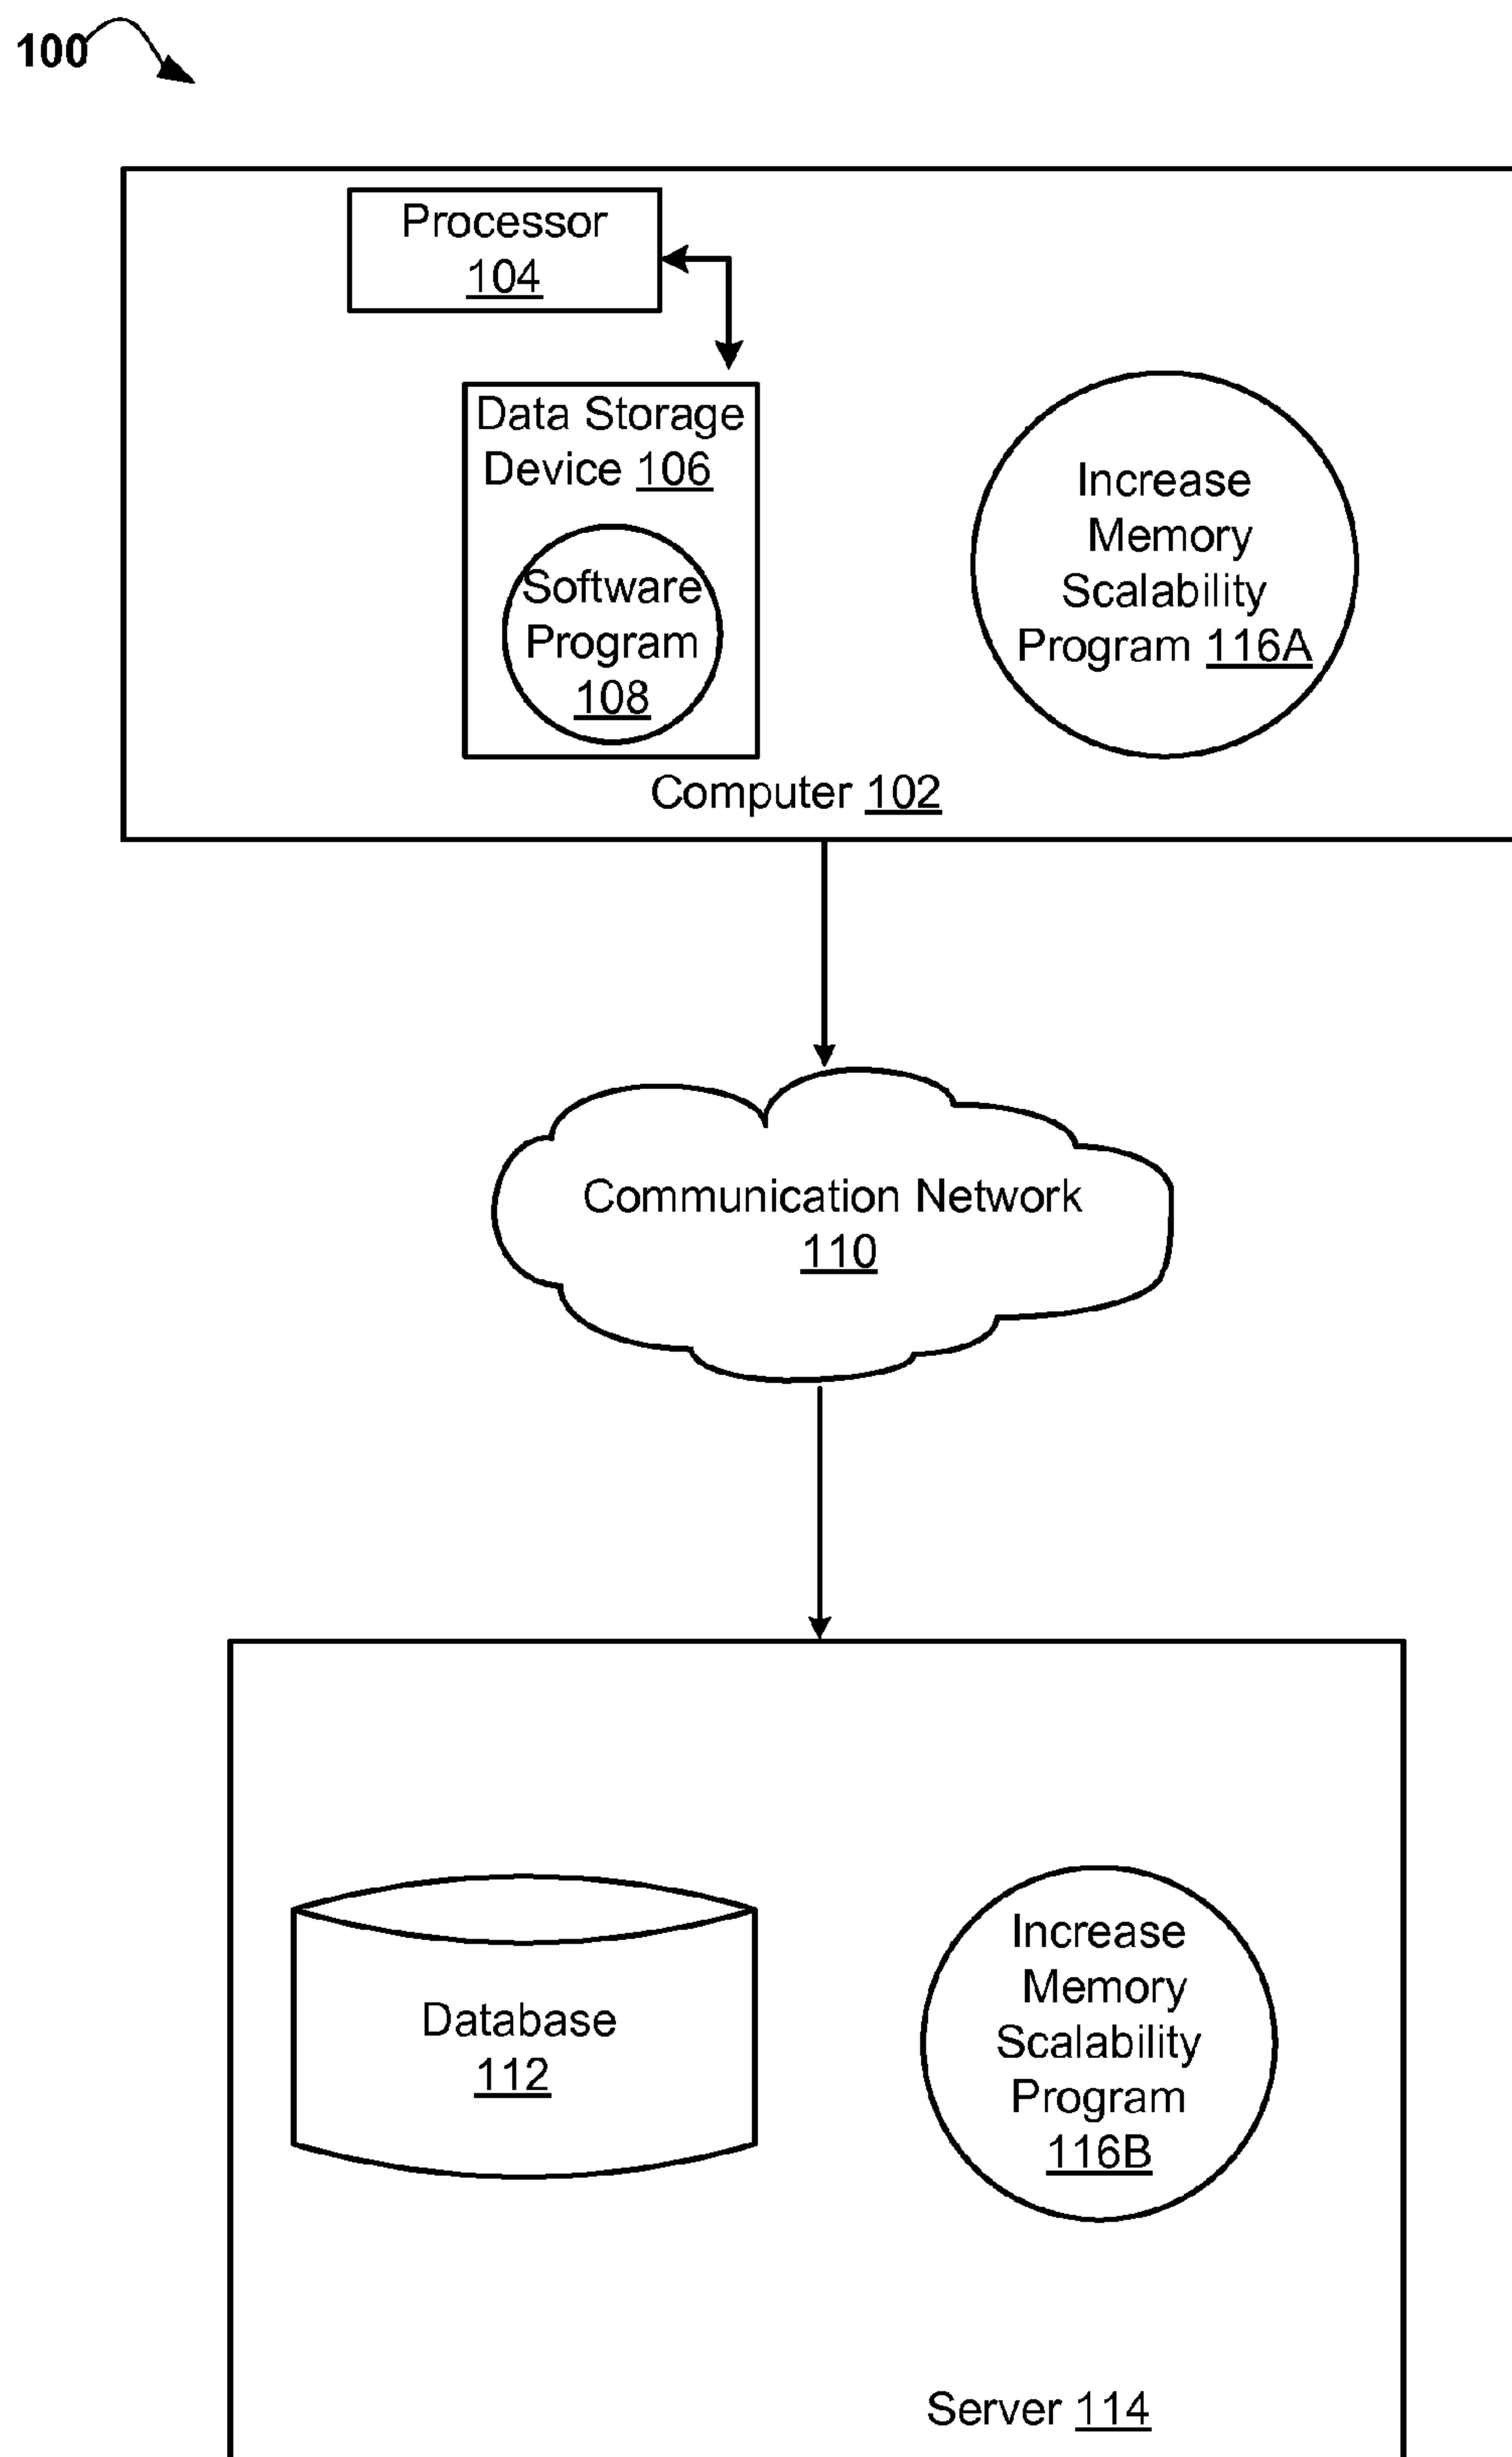 100
Processor
104
Data Storage
Device 106
Software
Program
108
Increase
Memory
Scalability
Program 116A
Computer 102
Communication Network
110
Database
112
Increase
Memory
Scalability
Program
116B
Server 114